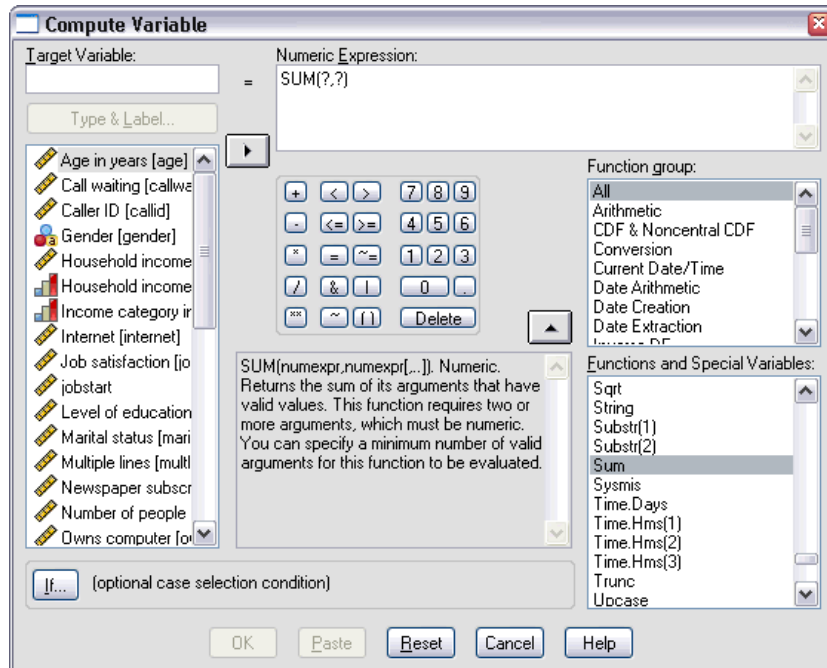 Compute Variable
Target Variable:
=
Numeric Expression:
SUM(?,?)
Type & Label...
Age in years [age]
Call waiting [callwa
Caller ID [callid]
Gender [gender]
Household income
Household income
Income category ir
Internet [internet]
Job satisfaction [jo
jobstart
Level of education
Marital status [mari
Multiple lines [multl
Newspaper subscr
Number of people
Owns computer [o
+ < > 7 8 9
- <= >= 4 5 6
* = ~= 1 2 3
/ & | 0 .
** ~ () Delete
Function group:
All
Arithmetic
CDF & Noncentral CDF
Conversion
Current Date/Time
Date Arithmetic
Date Creation
Date Extraction
Inverse DF
SUM(numexpr,numexpr[,..]). Numeric.
Returns the sum of its arguments that have
valid values. This function requires two or
more arguments, which must be numeric.
You can specify a minimum number of valid
arguments for this function to be evaluated.
Functions and Special Variables:
Sqrt
String
Substr(1)
Substr(2)
Sum
Sysmis
Time.Days
Time.Hms(1)
Time.Hms(2)
Time.Hms(3)
Trunc
Upcase
If... (optional case selection condition)
OK Paste Reset Cancel Help